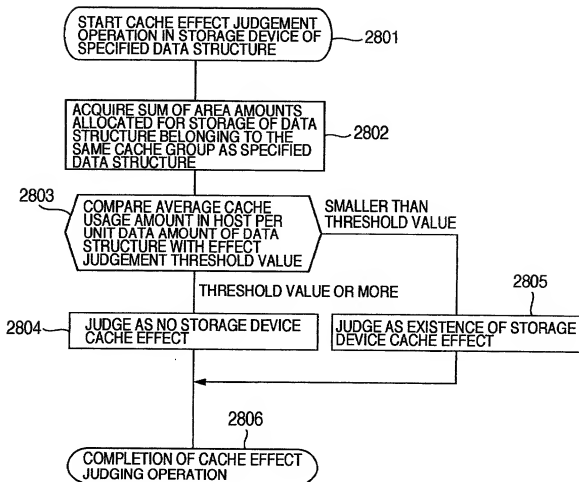 START CACHE EFFECT JUDGEMENT
OPERATION IN STORAGE DEVICE OF
SPECIFIED DATA STRUCTURE
2801
ACQUIRE SUM OF AREA AMOUNTS
ALLOCATED FOR STORAGE OF DATA
STRUCTURE BELONGING TO THE
SAME CACHE GROUP AS SPECIFIED
DATA STRUCTURE
2802
2803
COMPARE AVERAGE CACHE
USAGE AMOUNT IN HOST PER
UNIT DATA AMOUNT OF DATA
STRUCTURE WITH EFFECT
JUDGEMENT THRESHOLD VALUE
SMALLER THAN
THRESHOLD VALUE
THRESHOLD VALUE OR MORE
2804
JUDGE AS NO STORAGE DEVICE
CACHE EFFECT
2805
JUDGE AS EXISTENCE OF STORAGE
DEVICE CACHE EFFECT
2806
COMPLETION OF CACHE EFFECT
JUDGING OPERATION